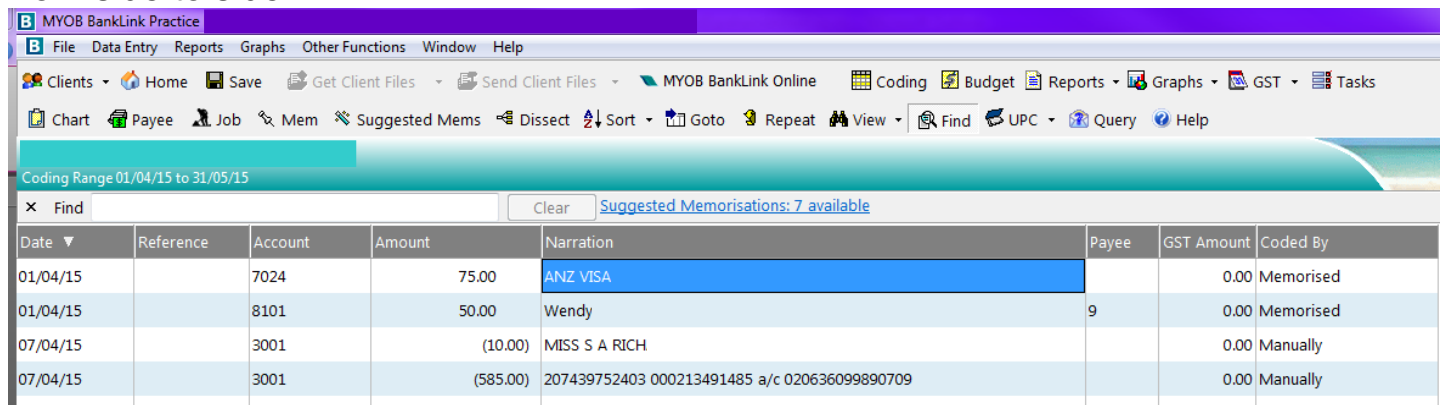 MYOB BankLink Practice
File Data Entry Reports Graphs Other Functions Window Help
Clients Home Save Get Client Files Send Client Files MYOB BankLink Online Coding Budget Reports Graphs GST Tasks
Chart Payee Job Mem Suggested Mems Dissect Sort Goto Repeat View Find UPC Query Help
Coding Range 01/04/15 to 31/05/15
× Find Clear Suggested Memorisations: 7 available
Date Reference Account Amount Narration Payee GST Amount Coded By
01/04/15 7024 75.00 ANZ VISA 0.00 Memorised
01/04/15 8101 50.00 Wendy 9 0.00 Memorised
07/04/15 3001 (10.00) MISS S A RICH 0.00 Manually
07/04/15 3001 (585.00) 207439752403 000213491485 a/c 020636099890709 0.00 Manually